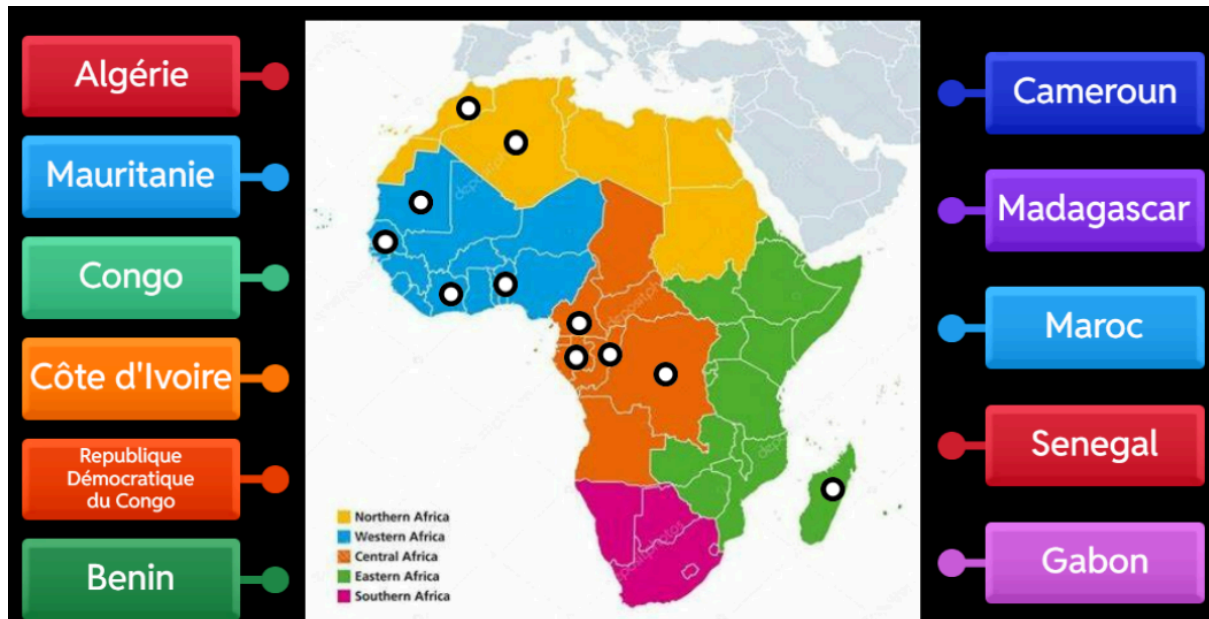 Algérie
Mauritanie
Congo
Côte d'Ivoire
Republique
Démocratique
du Congo
Benin
Northern Africa
Western Africa
Central Africa
Eastern Africa
Southern Africa
Cameroun
Madagascar
Maroc
Senegal
Gabon